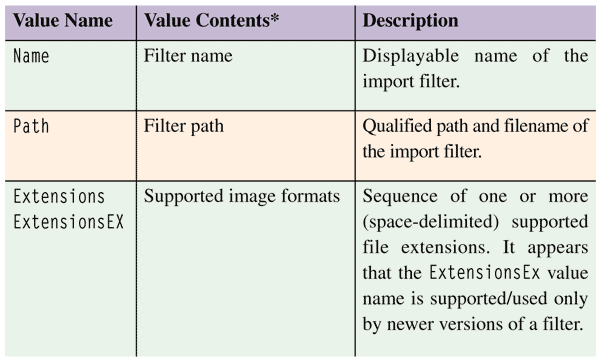 Value Name Value Contents* Description
Name Filter name Displayable name of the
import filter.
Path Filter path Qualified path and filename of
the import filter.
Extensions Supported image formats Sequence of one or more
ExtensionsEX (space-delimited) supported
file extensions. It appears
that the ExtensionsEx value
name is supported/used only
by newer versions of a filter.